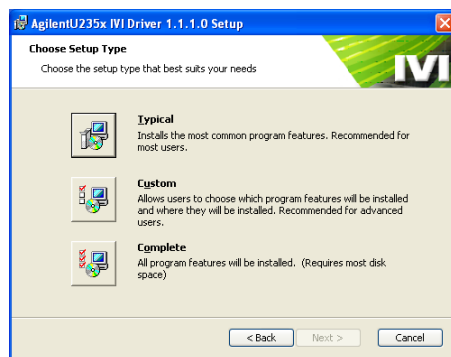 AgilentU235x IVI Driver 1.1.1.0 Setup
Choose Setup Type
Choose the setup type that best suits your needs
IVI
Typical
Installs the most common program features. Recommended for
most users.
Custom
Allows users to choose which program features will be installed
and where they will be installed. Recommended for advanced
users.
Complete
All program features will be installed. (Requires most disk
space)
< Back
Next >
Cancel